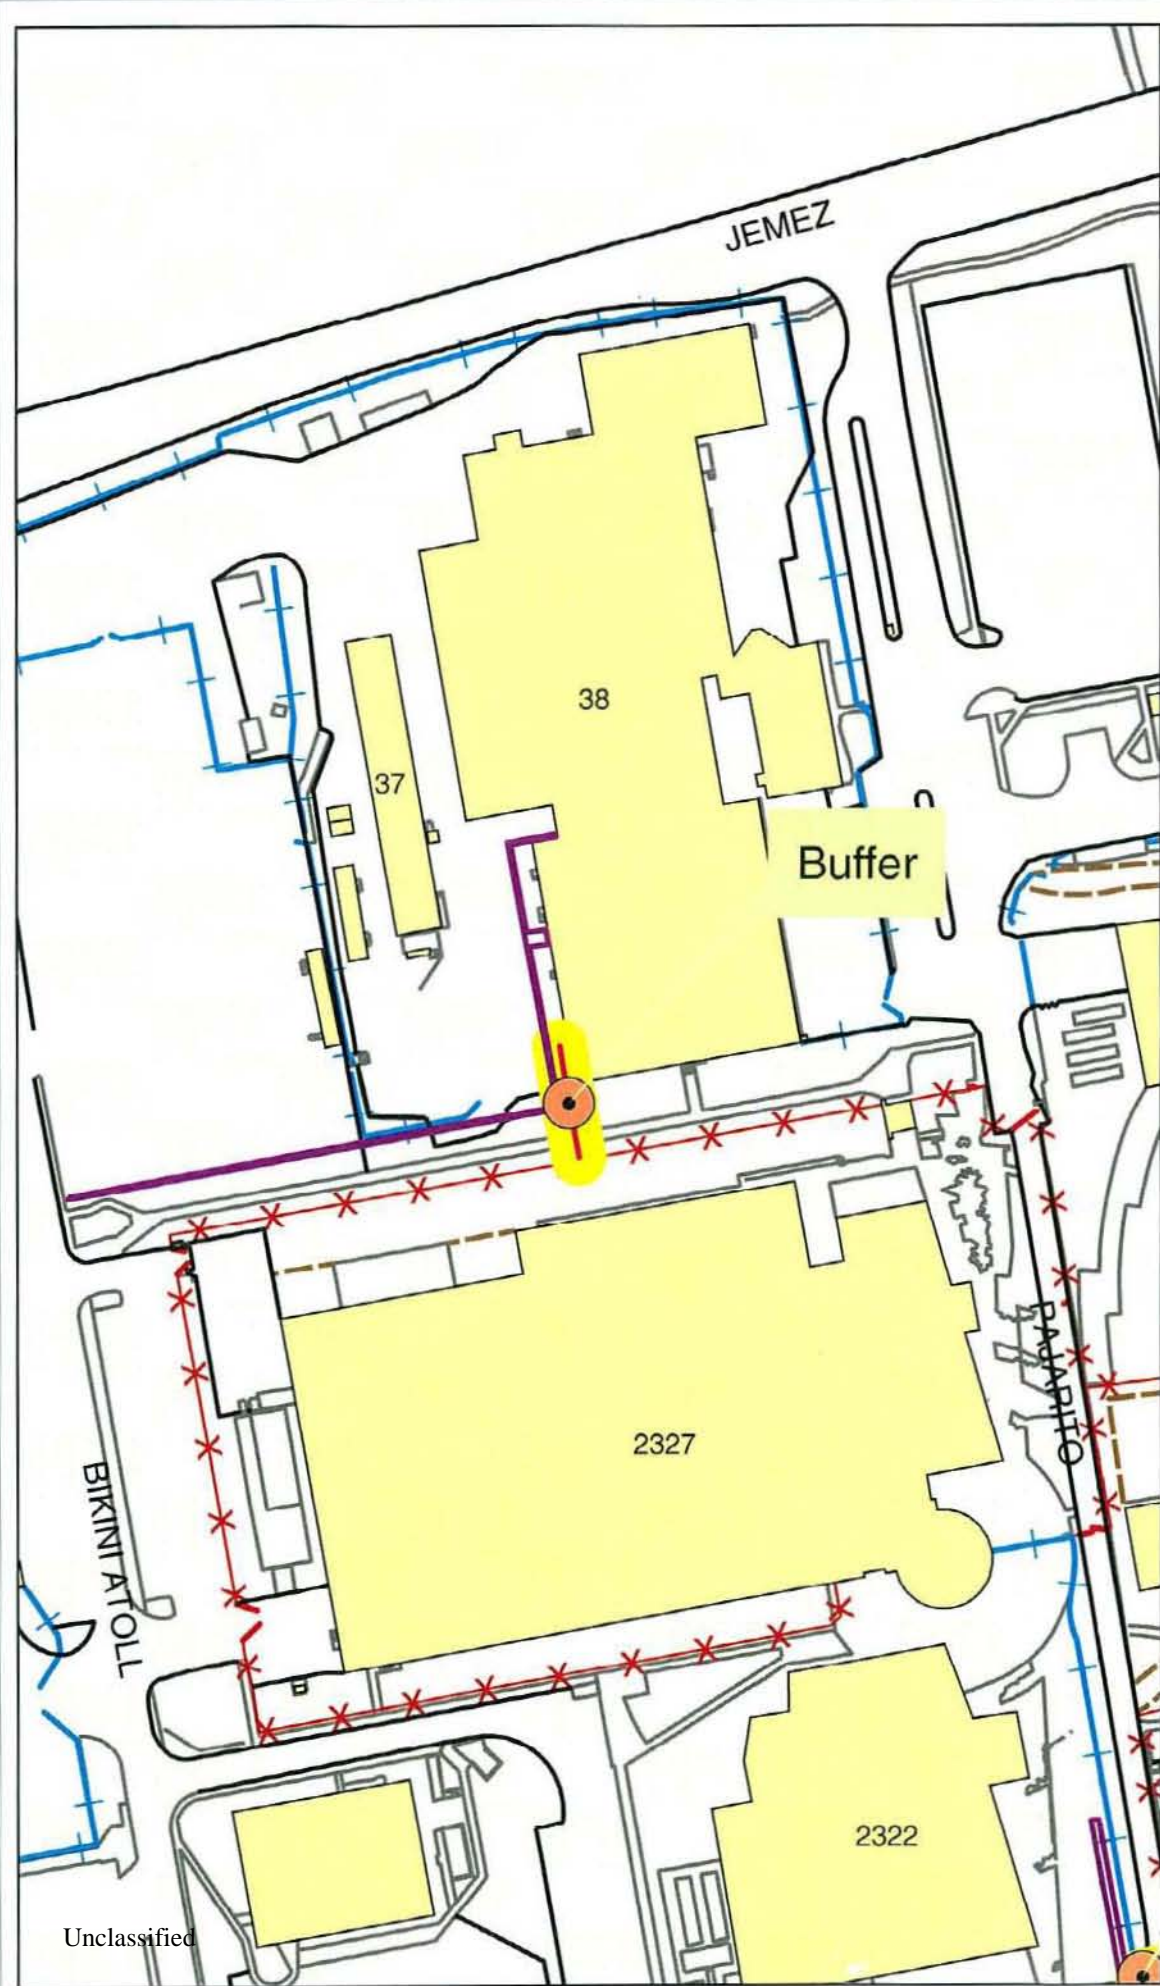 JEMEZ
38
37
Buffer
PAJARITO
2327
BIKINI ATOLL
2322
Unclassified